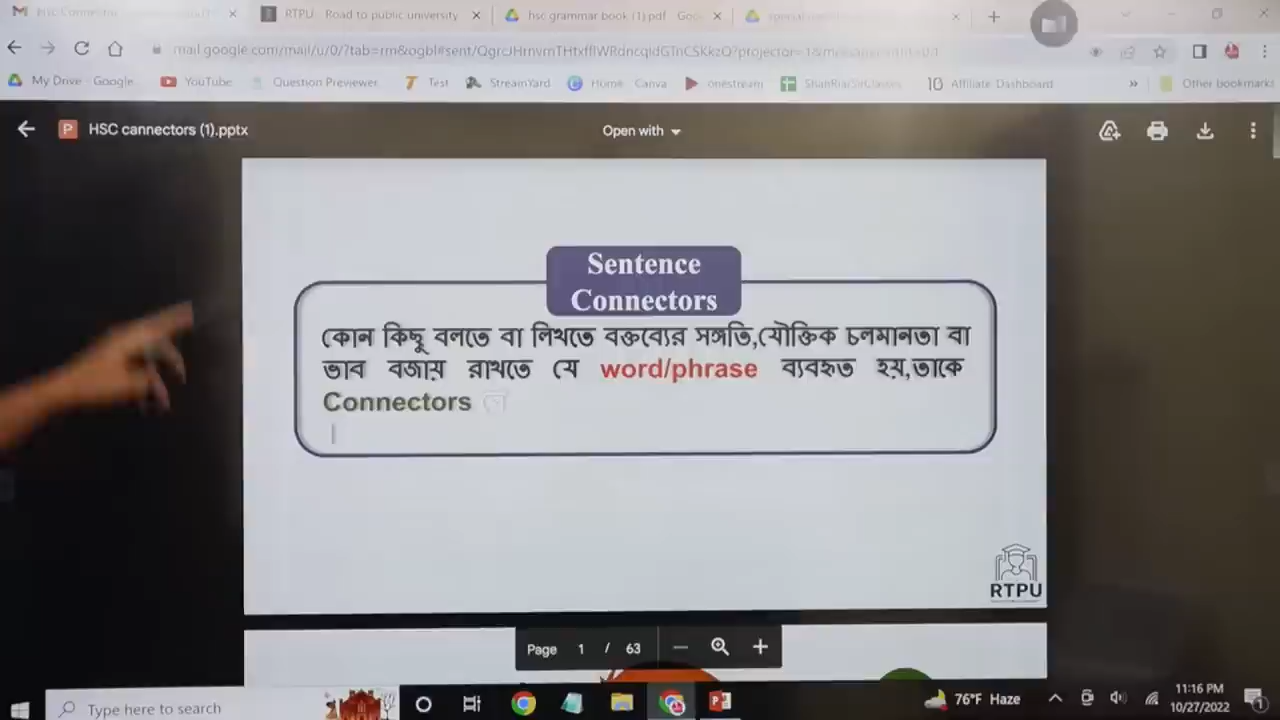 RTPU : Road to public university
hsc grammar book (1).pdf - Goo
My Drive - Google
YouTube
Question Previewer
Test
StreamYard
Home - Canva
onestream
Affiliate Dashboard
»
Other bookmarks
HSC cannectors (1).pptx
Open with
Sentence
Connectors
কোন কিছু বলতে বা লিখতে বক্তব্যের সঙ্গতি,যৌক্তিক চলমানতা বা
ভাব বজায় রাখতে যে word/phrase ব্যবহৃত হয়,তাকে
Connectors
RTPU
Page 1 / 63
Type here to search
76°F Haze
11:16 PM
10/27/2022